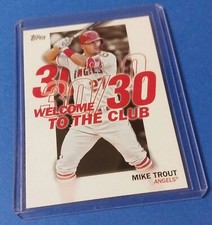 Topps
30
30
WELCOME
TO THE CLUB
MIKE TROUT
ANGELS